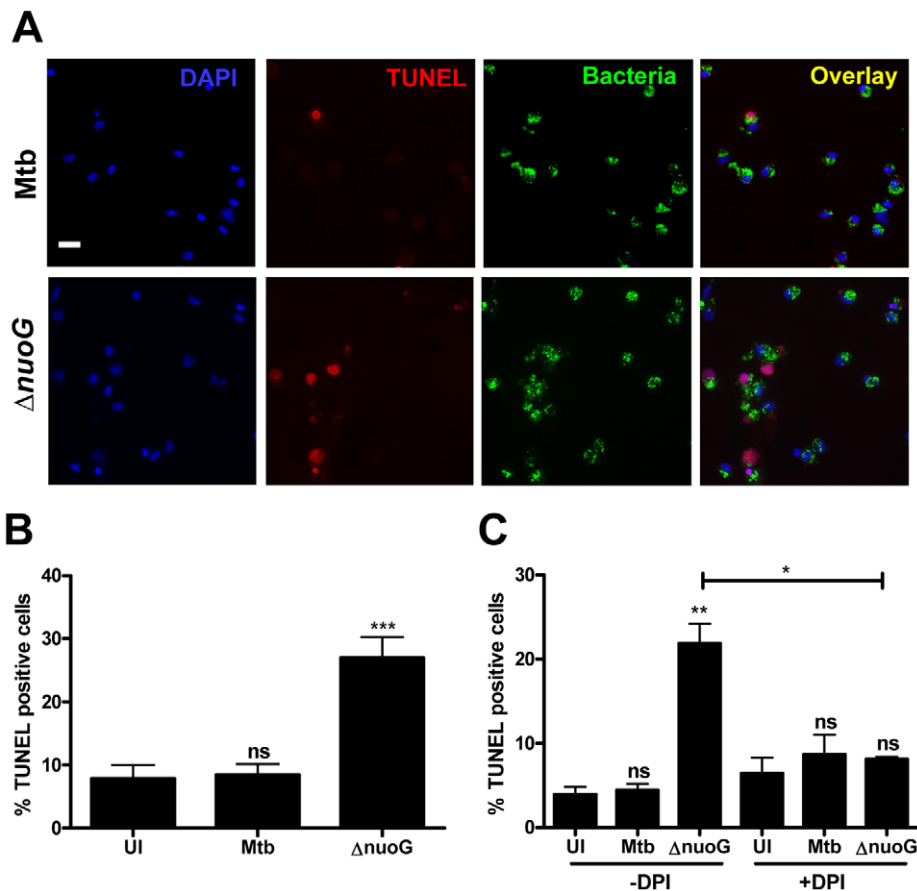 A
DAPI TUNEL Bacteria Overlay
Mtb
ΔnuoG
B
% TUNEL positive cells
40
30
20
10
0
ns
***
UI Mtb ΔnuoG
C
% TUNEL positive cells
30
20
10
0
*
**
ns
ns
ns
UI Mtb ΔnuoG UI Mtb ΔnuoG
-DPI +DPI